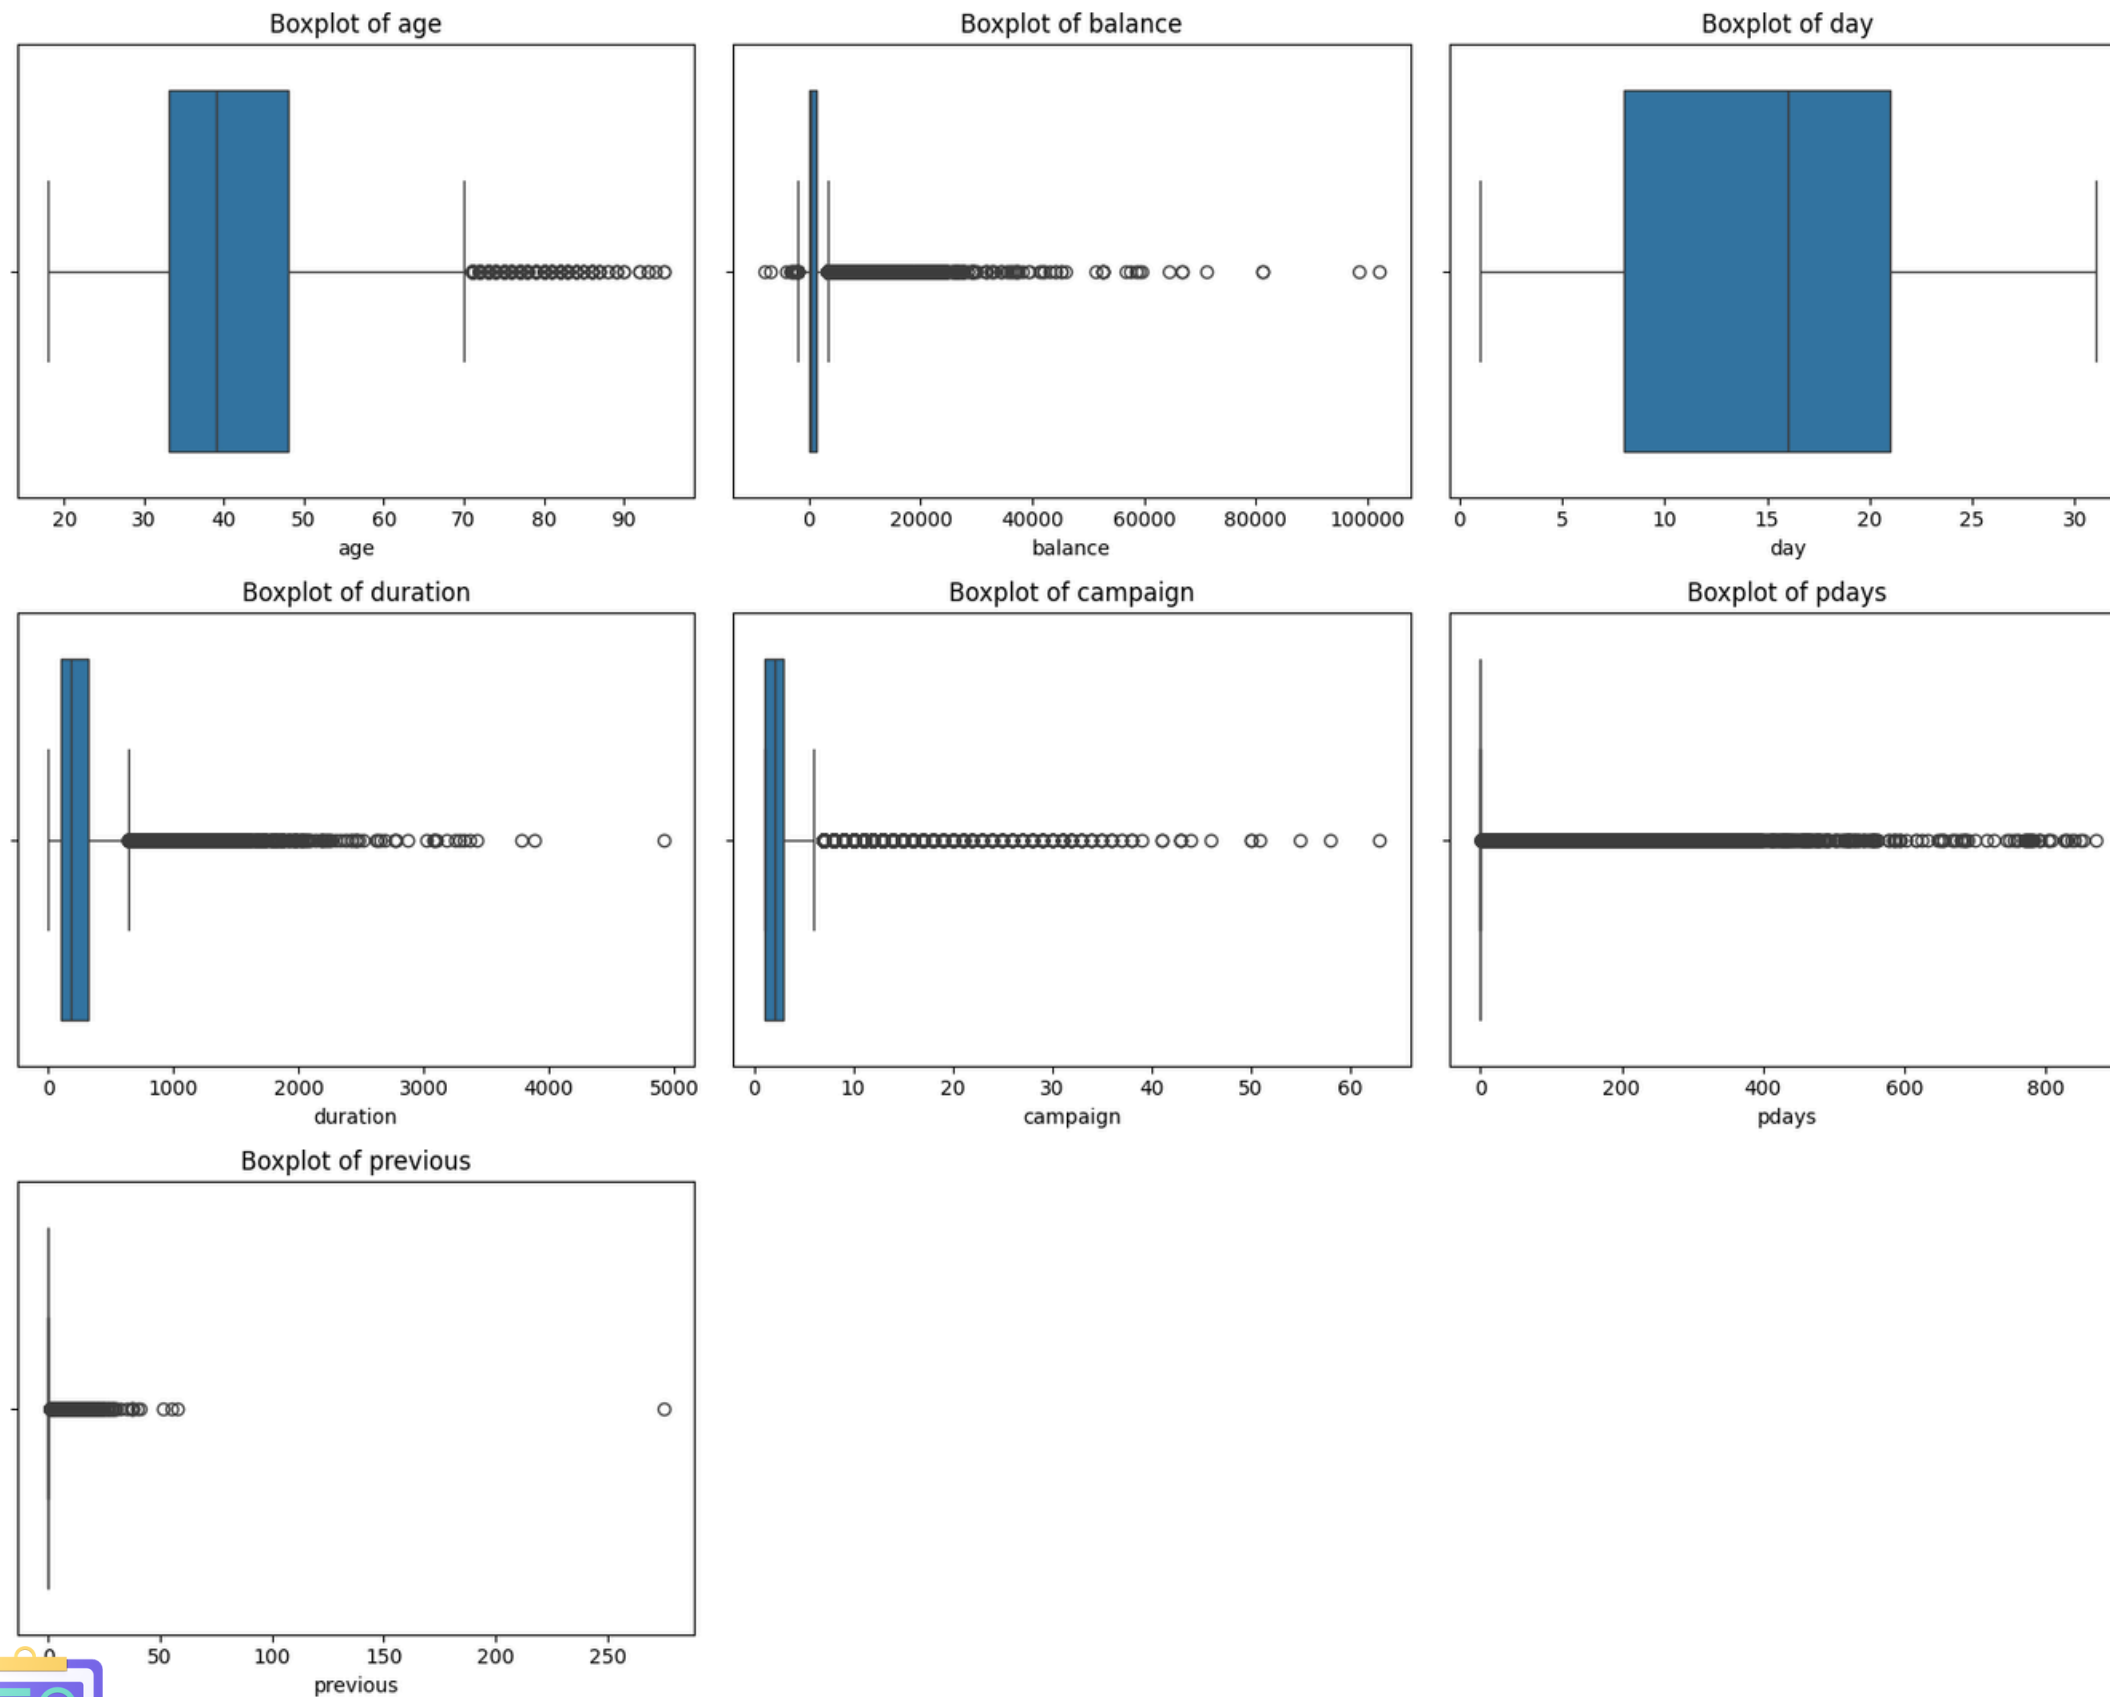 Boxplot of age
Boxplot of balance
Boxplot of day
20 30 40 50 60 70 80 90
0 20000 40000 60000 80000 100000
0 5 10 15 20 25 30
age
balance
day
Boxplot of duration
Boxplot of campaign
Boxplot of pdays
0 1000 2000 3000 4000 5000
0 10 20 30 40 50 60
0 200 400 600 800
duration
campaign
pdays
Boxplot of previous
0 50 100 150 200 250
previous